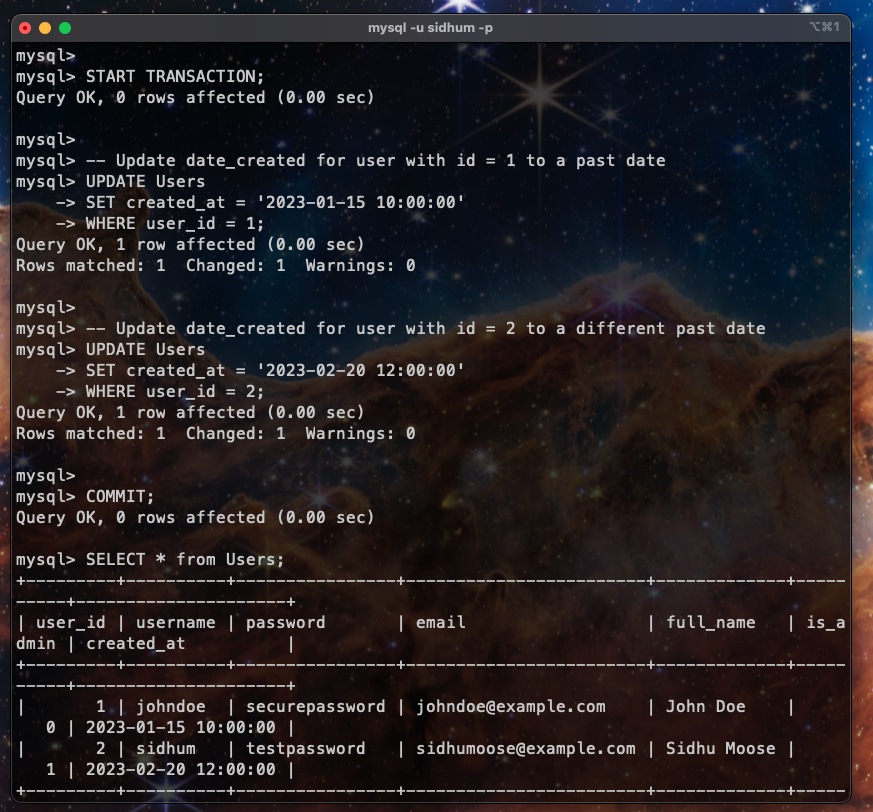 mysql -u sidhum -p
⌥⌘1
mysql>
mysql> START TRANSACTION;
Query OK, 0 rows affected (0.00 sec)

mysql>
mysql> -- Update date_created for user with id = 1 to a past date
mysql> UPDATE Users
    -> SET created_at = '2023-01-15 10:00:00'
    -> WHERE user_id = 1;
Query OK, 1 row affected (0.00 sec)
Rows matched: 1  Changed: 1  Warnings: 0

mysql>
mysql> -- Update date_created for user with id = 2 to a different past date
mysql> UPDATE Users
    -> SET created_at = '2023-02-20 12:00:00'
    -> WHERE user_id = 2;
Query OK, 1 row affected (0.00 sec)
Rows matched: 1  Changed: 1  Warnings: 0

mysql>
mysql> COMMIT;
Query OK, 0 rows affected (0.00 sec)

mysql> SELECT * from Users;
+---------+----------+----------------+------------------------+-------------+-----
-----+---------------------+
| user_id | username | password       | email                  | full_name   | is_a
dmin | created_at          |
+---------+----------+----------------+------------------------+-------------+-----
-----+---------------------+
|       1 | johndoe  | securepassword | johndoe@example.com    | John Doe    |
   0 | 2023-01-15 10:00:00 |
|       2 | sidhum   | testpassword   | sidhumoose@example.com | Sidhu Moose |
   1 | 2023-02-20 12:00:00 |
+---------+----------+----------------+------------------------+-------------+-----